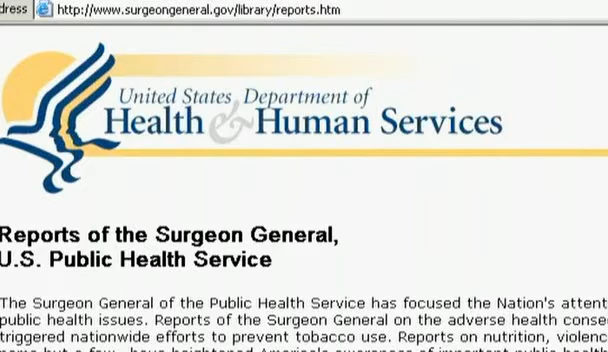 dress http://www.surgeongeneral.gov/library/reports.htm
United States Department of
Health & Human Services
Reports of the Surgeon General,
U.S. Public Health Service
The Surgeon General of the Public Health Service has focused the Nation's attent
public health issues. Reports of the Surgeon General on the adverse health conse
triggered nationwide efforts to prevent tobacco use. Reports on nutrition, violenc